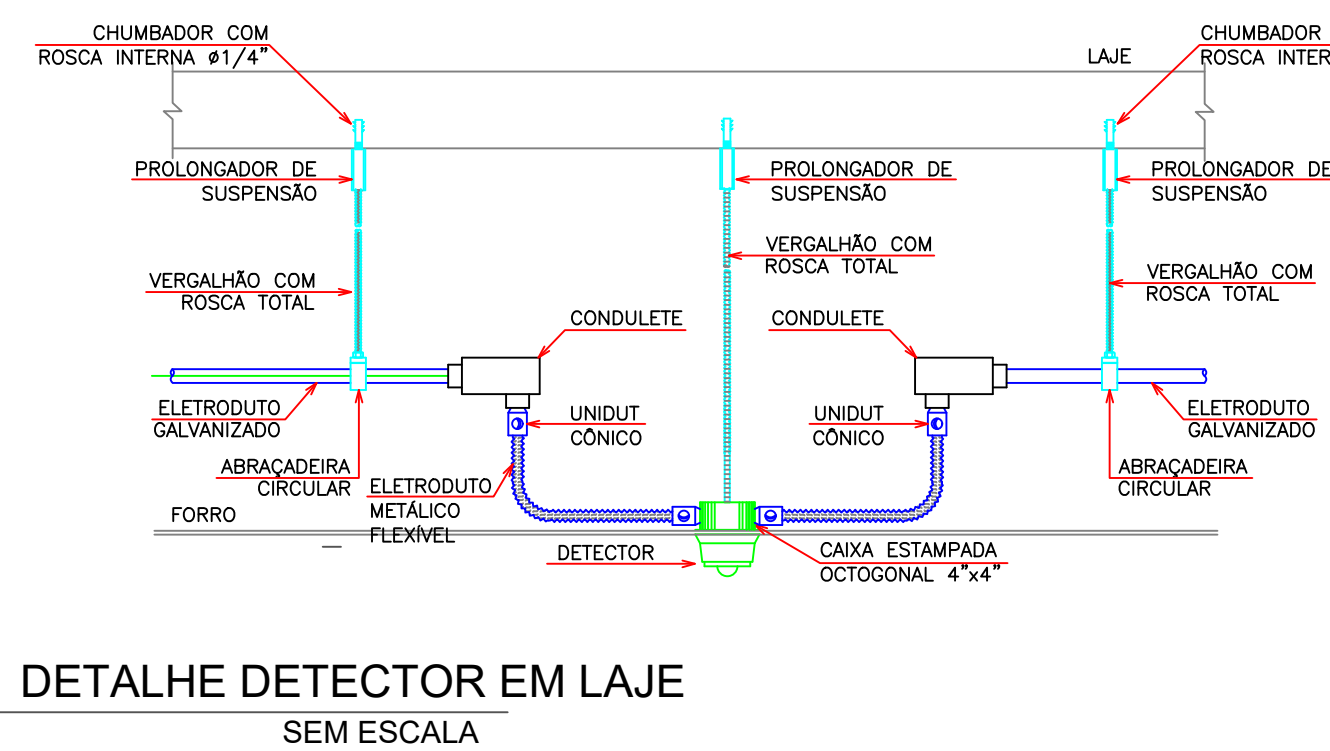 CHUMBADOR COM
ROSCA INTERNA ø1/4"
LAJE
CHUMBADOR
ROSCA INTER
PROLONGADOR DE
SUSPENSÃO
PROLONGADOR DE
SUSPENSÃO
PROLONGADOR DE
SUSPENSÃO
VERGALHÃO COM
ROSCA TOTAL
VERGALHÃO COM
ROSCA TOTAL
VERGALHÃO COM
ROSCA TOTAL
CONDULETE
CONDULETE
ELETRODUTO
GALVANIZADO
UNIDUT
CÔNICO
UNIDUT
CÔNICO
ELETRODUTO
GALVANIZADO
ABRAÇADEIRA
CIRCULAR
ELETRODUTO
METÁLICO
FLEXÍVEL
ABRAÇADEIRA
CIRCULAR
FORRO
DETECTOR
CAIXA ESTAMPADA
OCTOGONAL 4"x4"
DETALHE DETECTOR EM LAJE
SEM ESCALA